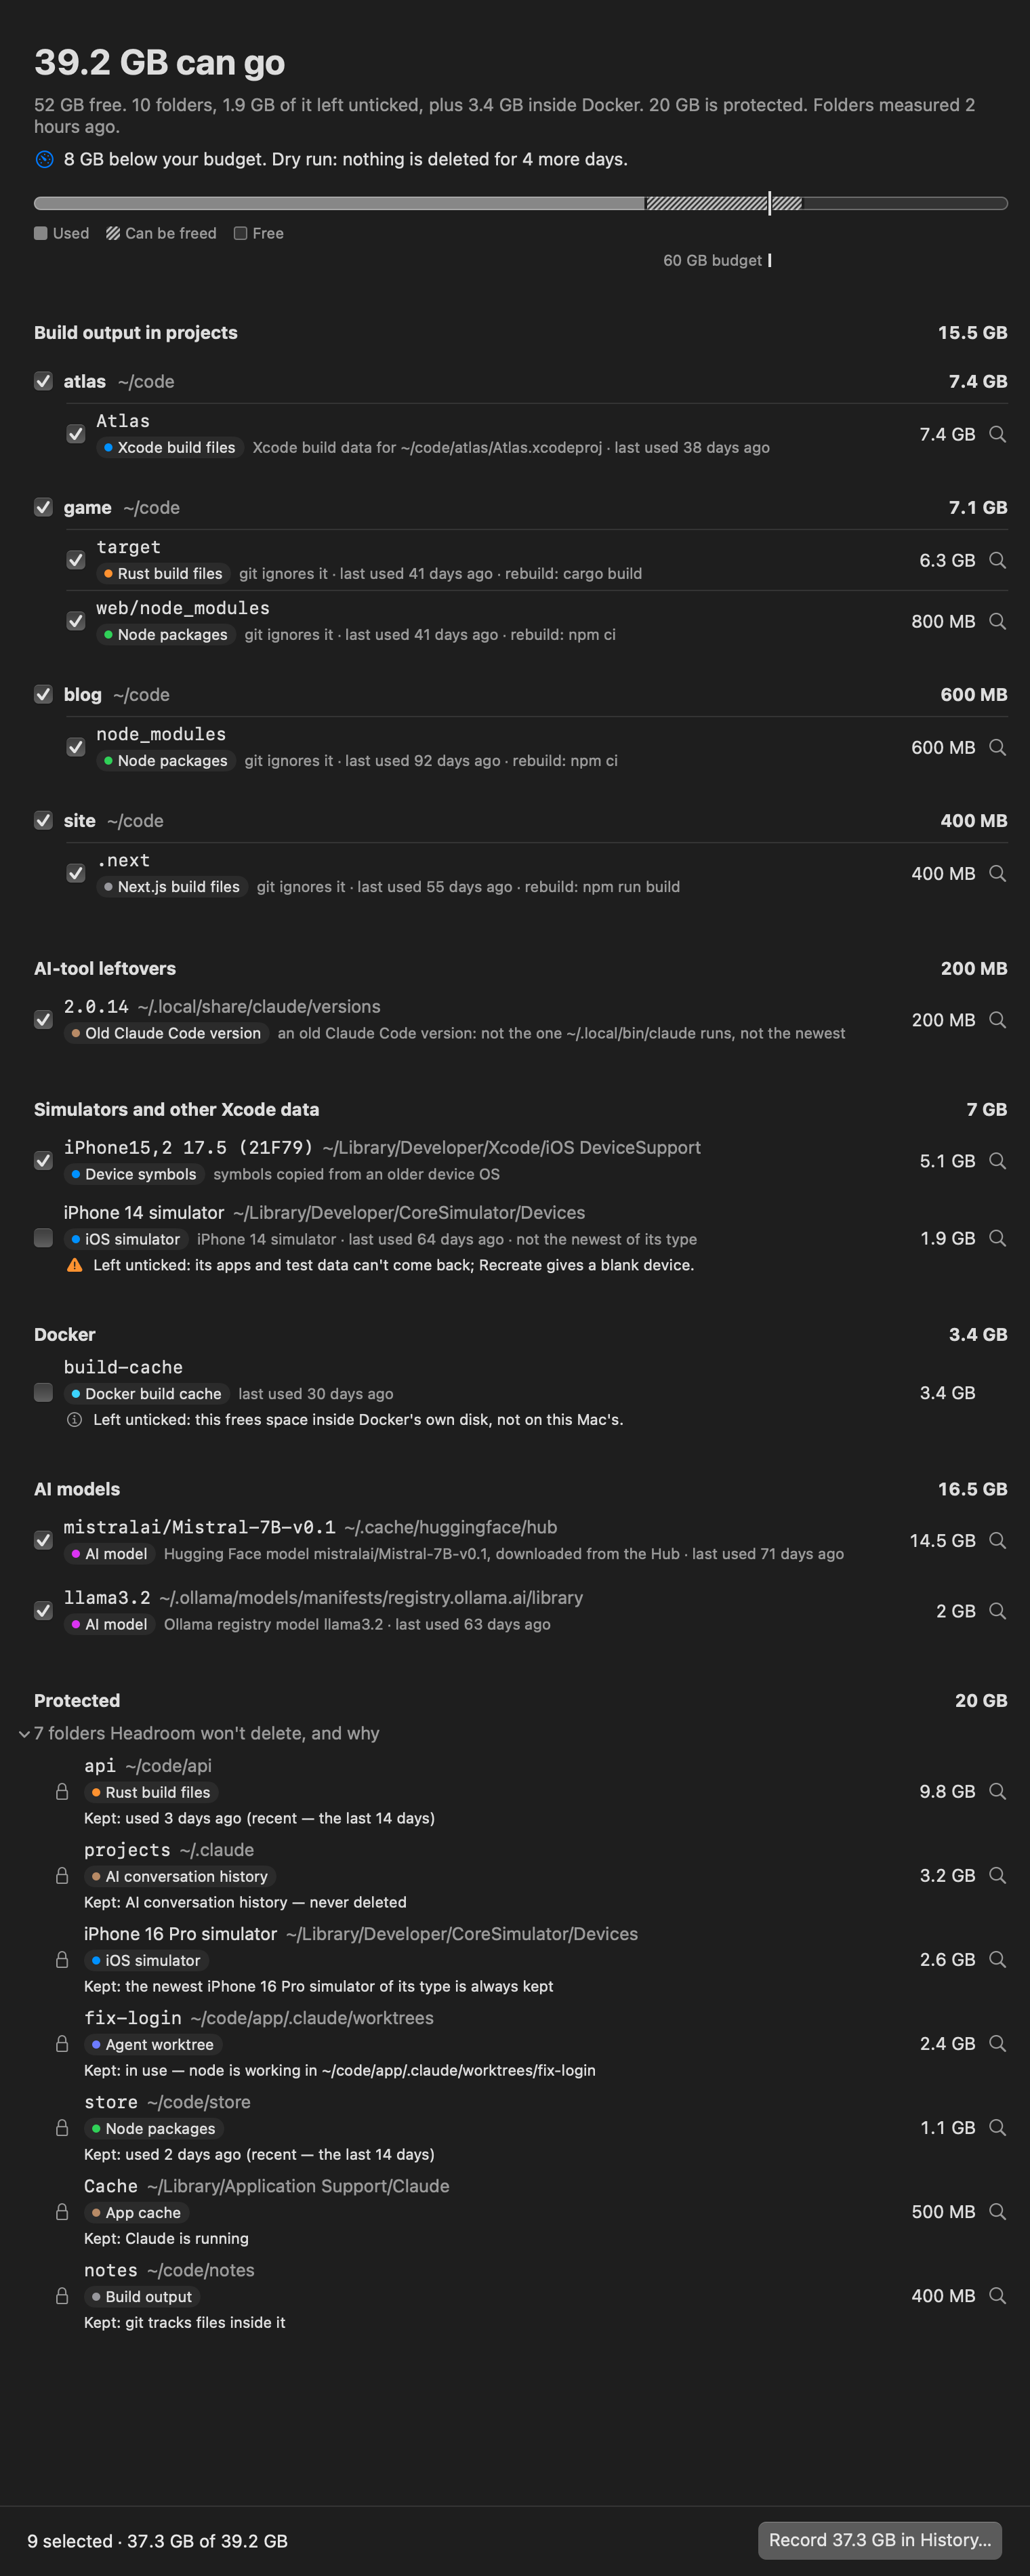 39.2 GB can go
52 GB free. 10 folders, 1.9 GB of it left unticked, plus 3.4 GB inside Docker. 20 GB is protected. Folders measured 2
hours ago.
8 GB below your budget. Dry run: nothing is deleted for 4 more days.
Used Can be freed Free
60 GB budget
Build output in projects 15.5 GB
atlas ~/code 7.4 GB
Atlas
Xcode build files Xcode build data for ~/code/atlas/Atlas.xcodeproj · last used 38 days ago 7.4 GB
game ~/code 7.1 GB
target
Rust build files git ignores it · last used 41 days ago · rebuild: cargo build 6.3 GB
web/node_modules
Node packages git ignores it · last used 41 days ago · rebuild: npm ci 800 MB
blog ~/code 600 MB
node_modules
Node packages git ignores it · last used 92 days ago · rebuild: npm ci 600 MB
site ~/code 400 MB
.next
Next.js build files git ignores it · last used 55 days ago · rebuild: npm run build 400 MB
AI-tool leftovers 200 MB
2.0.14 ~/.local/share/claude/versions
Old Claude Code version an old Claude Code version: not the one ~/.local/bin/claude runs, not the newest 200 MB
Simulators and other Xcode data 7 GB
iPhone15,2 17.5 (21F79) ~/Library/Developer/Xcode/iOS DeviceSupport
Device symbols symbols copied from an older device OS 5.1 GB
iPhone 14 simulator ~/Library/Developer/CoreSimulator/Devices
iOS simulator iPhone 14 simulator · last used 64 days ago · not the newest of its type 1.9 GB
Left unticked: its apps and test data can't come back; Recreate gives a blank device.
Docker 3.4 GB
build-cache
Docker build cache last used 30 days ago 3.4 GB
Left unticked: this frees space inside Docker's own disk, not on this Mac's.
AI models 16.5 GB
mistralai/Mistral-7B-v0.1 ~/.cache/huggingface/hub
AI model Hugging Face model mistralai/Mistral-7B-v0.1, downloaded from the Hub · last used 71 days ago 14.5 GB
llama3.2 ~/.ollama/models/manifests/registry.ollama.ai/library
AI model Ollama registry model llama3.2 · last used 63 days ago 2 GB
Protected 20 GB
7 folders Headroom won't delete, and why
api ~/code/api
Rust build files 9.8 GB
Kept: used 3 days ago (recent — the last 14 days)
projects ~/.claude
AI conversation history 3.2 GB
Kept: AI conversation history — never deleted
iPhone 16 Pro simulator ~/Library/Developer/CoreSimulator/Devices
iOS simulator 2.6 GB
Kept: the newest iPhone 16 Pro simulator of its type is always kept
fix-login ~/code/app/.claude/worktrees
Agent worktree 2.4 GB
Kept: in use — node is working in ~/code/app/.claude/worktrees/fix-login
store ~/code/store
Node packages 1.1 GB
Kept: used 2 days ago (recent — the last 14 days)
Cache ~/Library/Application Support/Claude
App cache 500 MB
Kept: Claude is running
notes ~/code/notes
Build output 400 MB
Kept: git tracks files inside it
9 selected · 37.3 GB of 39.2 GB Record 37.3 GB in History...